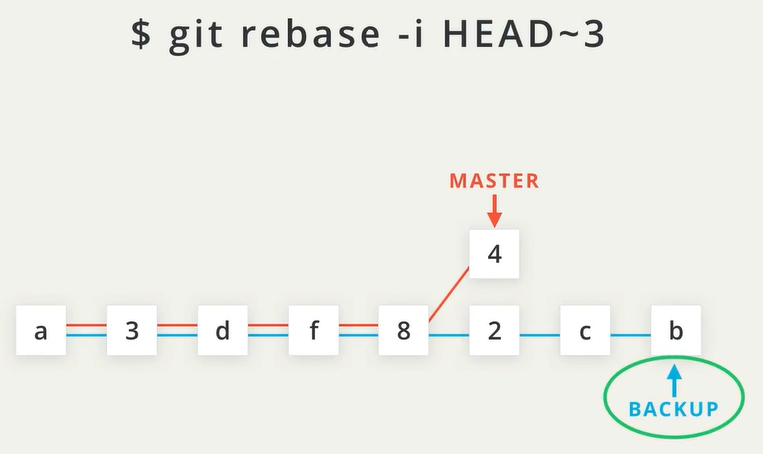 $ git rebase -i HEAD~3
MASTER
4
a 3 d f 8 2 c b
BACKUP